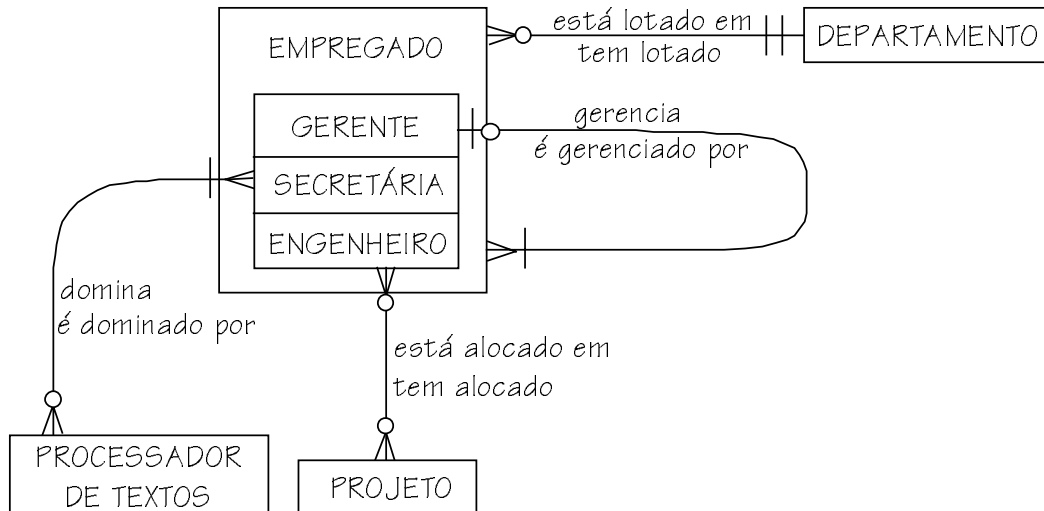 EMPREGADO
está lotado em
tem lotado
DEPARTAMENTO
GERENTE
gerencia
é gerenciado por
SECRETÁRIA
ENGENHEIRO
domina
é dominado por
está alocado em
tem alocado
PROCESSADOR
DE TEXTOS
PROJETO